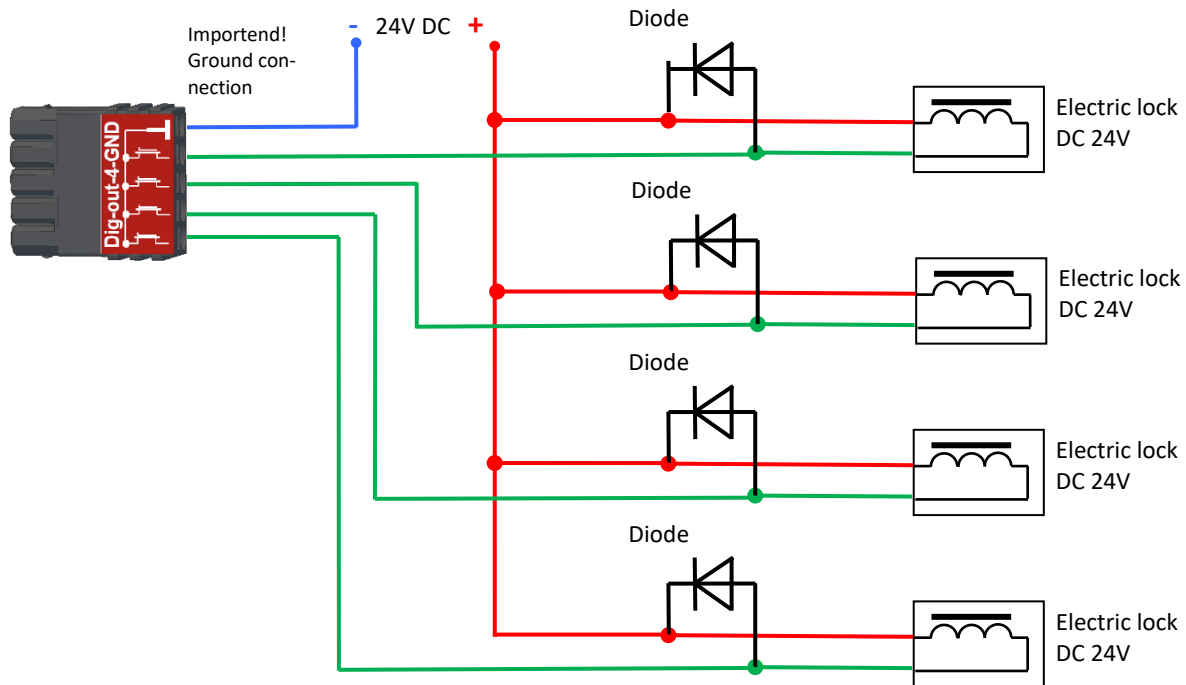 Importend!
Ground con-
nection
- 24V DC +
Diode
Electric lock
DC 24V
Dig-out-4-GND
Diode
Electric lock
DC 24V
Diode
Electric lock
DC 24V
Diode
Electric lock
DC 24V